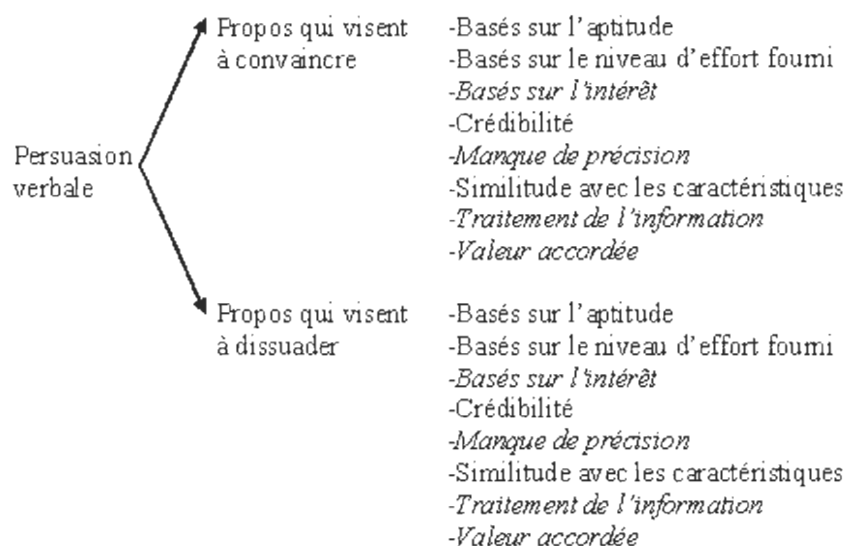 Propos qui visent -Basés sur l'aptitude
à convaincre -Basés sur le niveau d'effort fourni
-Basés sur l'intérêt
-Crédibilité
Persuasion -Manque de précision
verbale -Similitude avec les caractéristiques
-Traitement de l'information
-Valeur accordée
Propos qui visent -Basés sur l'aptitude
à dissuader -Basés sur le niveau d'effort fourni
-Basés sur l'intérêt
-Crédibilité
-Manque de précision
-Similitude avec les caractéristiques
-Traitement de l'information
-Valeur accordée